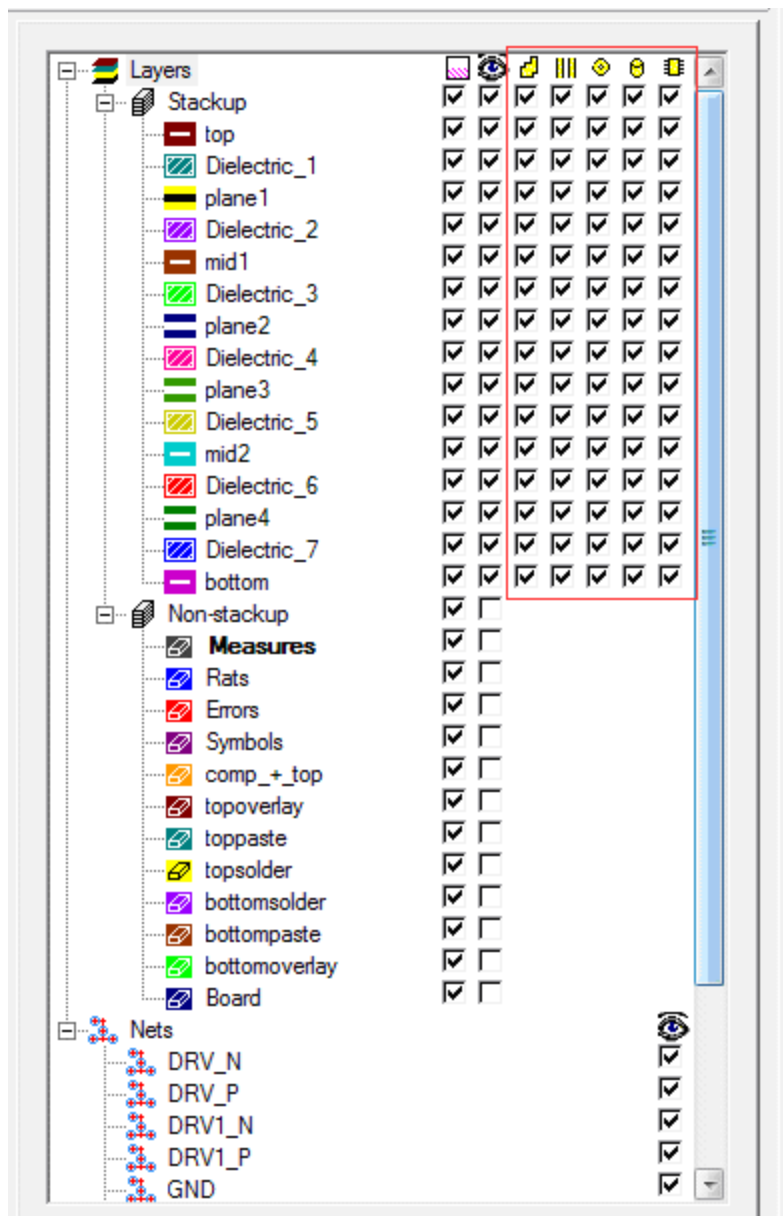 Layers
Stackup
top
Dielectric_1
plane1
Dielectric_2
mid1
Dielectric_3
plane2
Dielectric_4
plane3
Dielectric_5
mid2
Dielectric_6
plane4
Dielectric_7
bottom
Non-stackup
Measures
Rats
Errors
Symbols
comp_+_top
topoverlay
toppaste
topsolder
bottomsolder
bottompaste
bottomoverlay
Board
Nets
DRV_N
DRV_P
DRV1_N
DRV1_P
GND